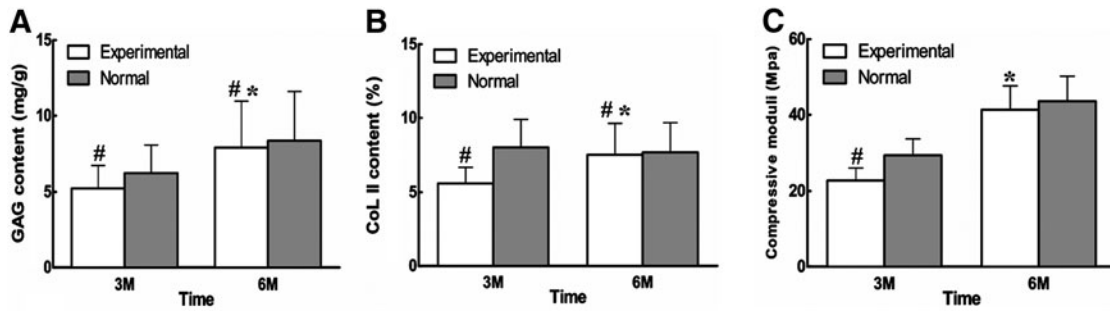 A
GAG content (mg/g)
15
10
5
0
Experimental
Normal
#
# *
3M
6M
Time
B
CoL II content (%)
15
10
5
0
Experimental
Normal
#
# *
3M
6M
Time
C
Compressive moduli (Mpa)
60
40
20
0
Experimental
Normal
#
*
3M
6M
Time